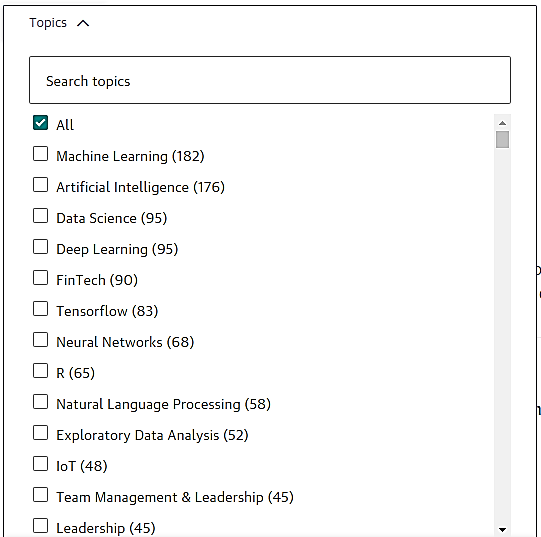 Topics
Search topics
All
Machine Learning (182)
Artificial Intelligence (176)
Data Science (95)
Deep Learning (95)
FinTech (90)
Tensorflow (83)
Neural Networks (68)
R (65)
Natural Language Processing (58)
Exploratory Data Analysis (52)
IoT (48)
Team Management & Leadership (45)
Leadership (45)